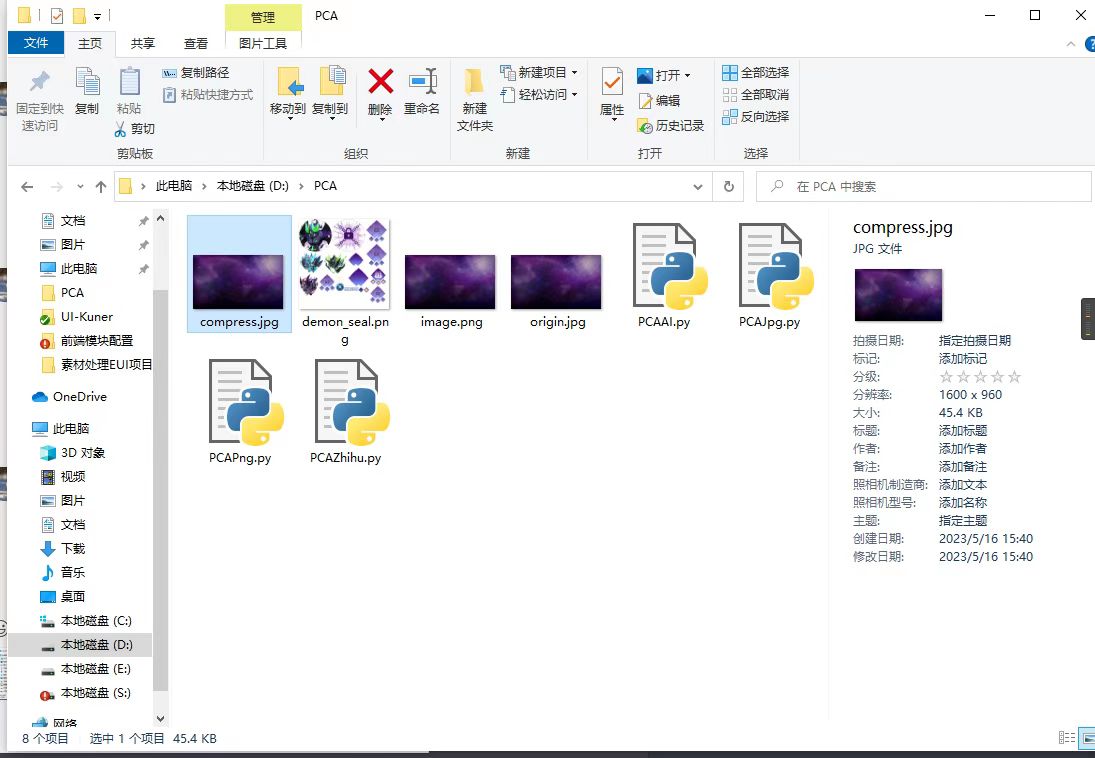 管理
PCA
文件
主页
共享
查看
图片工具
固定到快
速访问
复制
粘贴
复制路径
粘贴快捷方式
剪切
剪贴板
移动到
复制到
删除
重命名
组织
新建
文件夹
新建项目
轻松访问
新建
属性
打开
编辑
历史记录
打开
全部选择
全部取消
反向选择
选择
此电脑
本地磁盘 (D:)
PCA
在 PCA 中搜索
文档
图片
此电脑
PCA
UI-Kuner
前端模块配置
素材处理EUI项目
OneDrive
此电脑
3D 对象
视频
图片
文档
下载
音乐
桌面
本地磁盘 (C:)
本地磁盘 (D:)
本地磁盘 (E:)
本地磁盘 (S:)
网络
compress.jpg
demon_seal.pn
g
image.png
origin.jpg
PCAAI.py
PCAJpg.py
PCAPng.py
PCAZhihu.py
compress.jpg
JPG 文件
拍摄日期: 指定拍摄日期
标记: 添加标记
分级:
分辨率: 1600 x 960
大小: 45.4 KB
标题: 添加标题
作者: 添加作者
备注: 添加备注
照相机制造商: 添加文本
照相机型号: 添加名称
主题: 指定主题
创建日期: 2023/5/16 15:40
修改日期: 2023/5/16 15:40
8 个项目
选中 1 个项目 45.4 KB